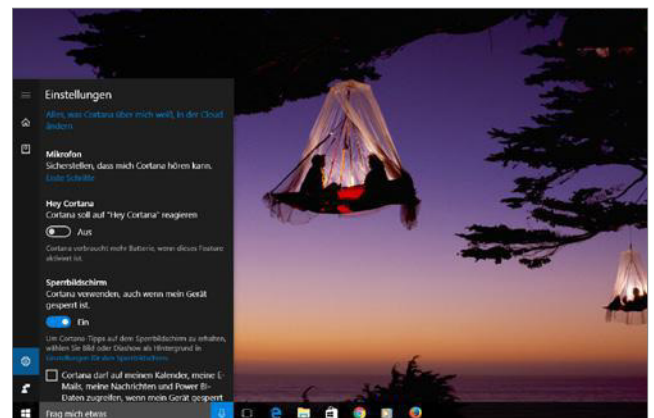 Einstellungen
Alles, was Cortana über mich weiß, in der Cloud
ändern
Mikrofon
Sicherstellen, dass mich Cortana hören kann.
Erste Schritte
Hey Cortana
Cortana soll auf "Hey Cortana" reagieren
Aus
Cortana verbraucht mehr Batterie, wenn dieses Feature
aktiviert ist.
Sperrbildschirm
Cortana verwenden, auch wenn mein Gerät
gesperrt ist.
Ein
Um Cortana-Tipps auf dem Sperrbildschirm zu erhalten,
wählen Sie Bild oder Diashow als Hintergrund in
Einstellungen für den Sperrbildschirm.
Cortana darf auf meinen Kalender, meine E-
Mails, meine Nachrichten und Power BI-
Daten zugreifen, wenn mein Gerät gesperrt
Frag mich etwas